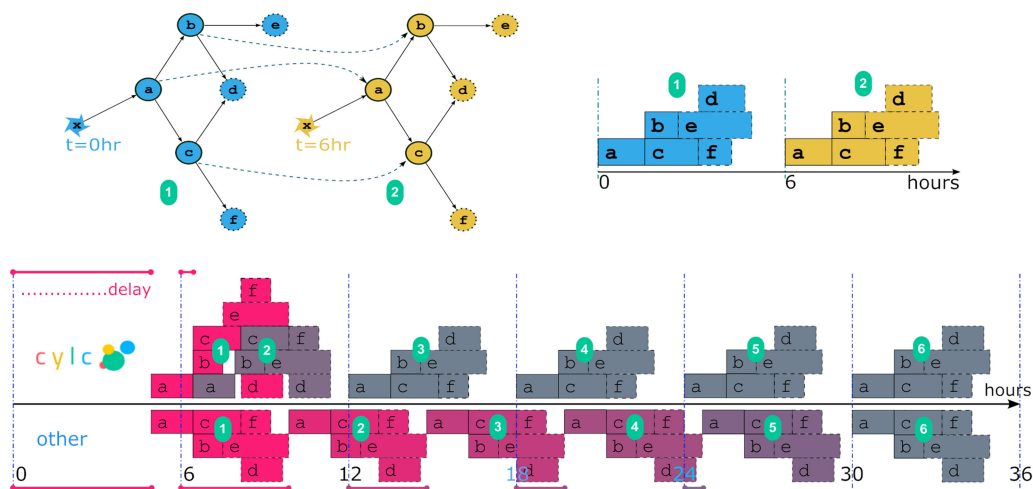 b e b e
a d a d
x x
t=0hr t=6hr
c c
1 2
f f
1 2
d d
b e b e
a c f a c f
0 6 hours
...............delay
cylc
f
e
c c f
1 2
b b e d
a a d d
3
d
b e
a c f
4
d
b e
a c f
5
d
b e
a c f
6
d
b e
a c f
hours
other
a c f a c f a c f a c f a c f a c f
1 2 3 4 5 6
b e b e b e b e b e b e
d d d d d d
0 6 12 18 24 30 36